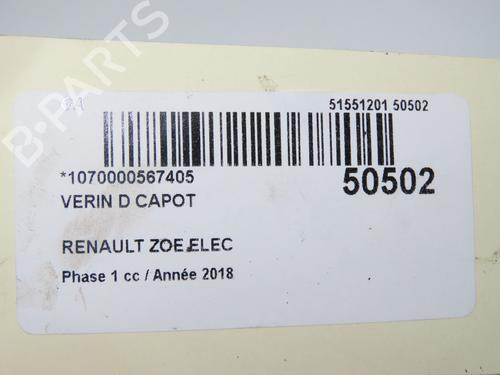 B-PARTS
51551201 50502
*1070000567405
50502
VERIN D CAPOT
RENAULT ZOE ELEC
Phase 1 cc / Année 2018